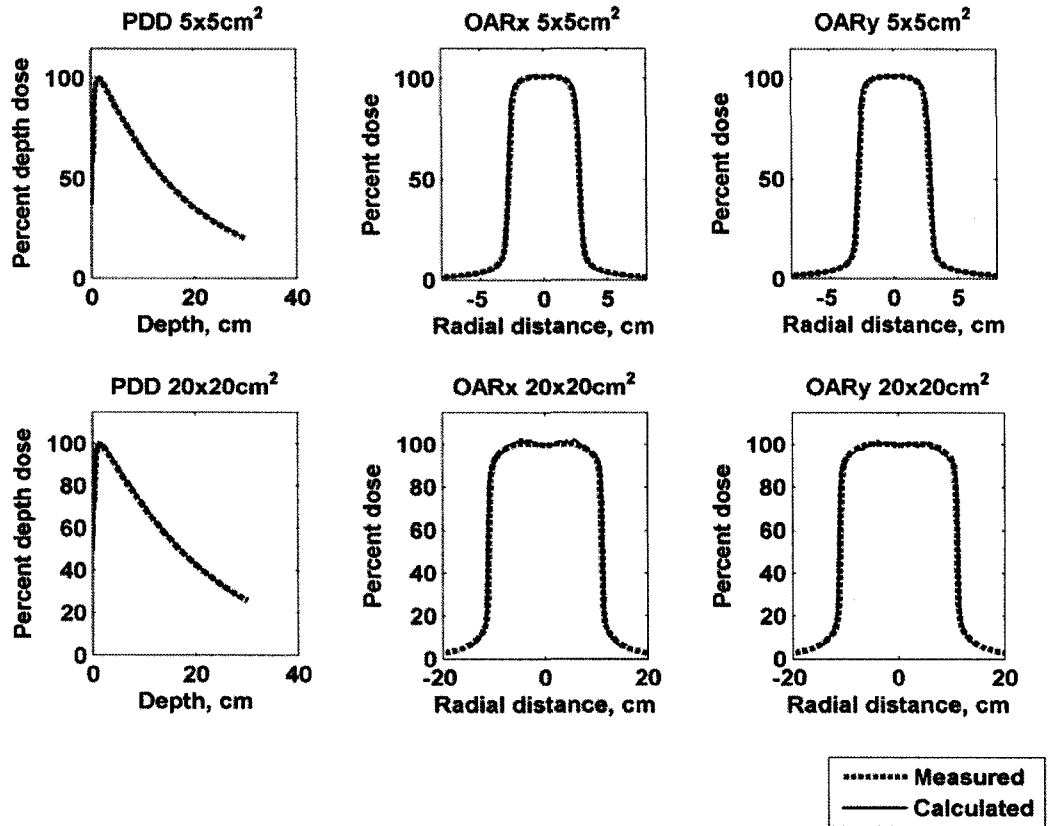 PDD 5x5cm²
OARx 5x5cm²
OARy 5x5cm²
Percent depth dose
100
50
0
0 20 40
Depth, cm
Percent dose
100
50
0
-5 0 5
Radial distance, cm
Percent dose
100
50
0
-5 0 5
Radial distance, cm
PDD 20x20cm²
OARx 20x20cm²
OARy 20x20cm²
Percent depth dose
100
80
60
40
20
0
0 20 40
Depth, cm
Percent dose
100
80
60
40
20
0
-20 0 20
Radial distance, cm
Percent dose
100
80
60
40
20
0
-20 0 20
Radial distance, cm
Measured
Calculated